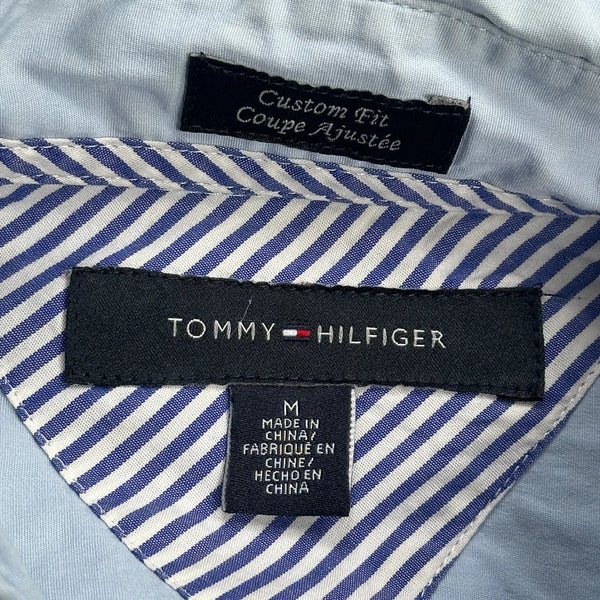 Custom Fit
Coupe Ajustée
TOMMY HILFIGER
M
MADE IN
CHINA/
FABRIQUÉ EN
CHINE/
HECHO EN
CHINA